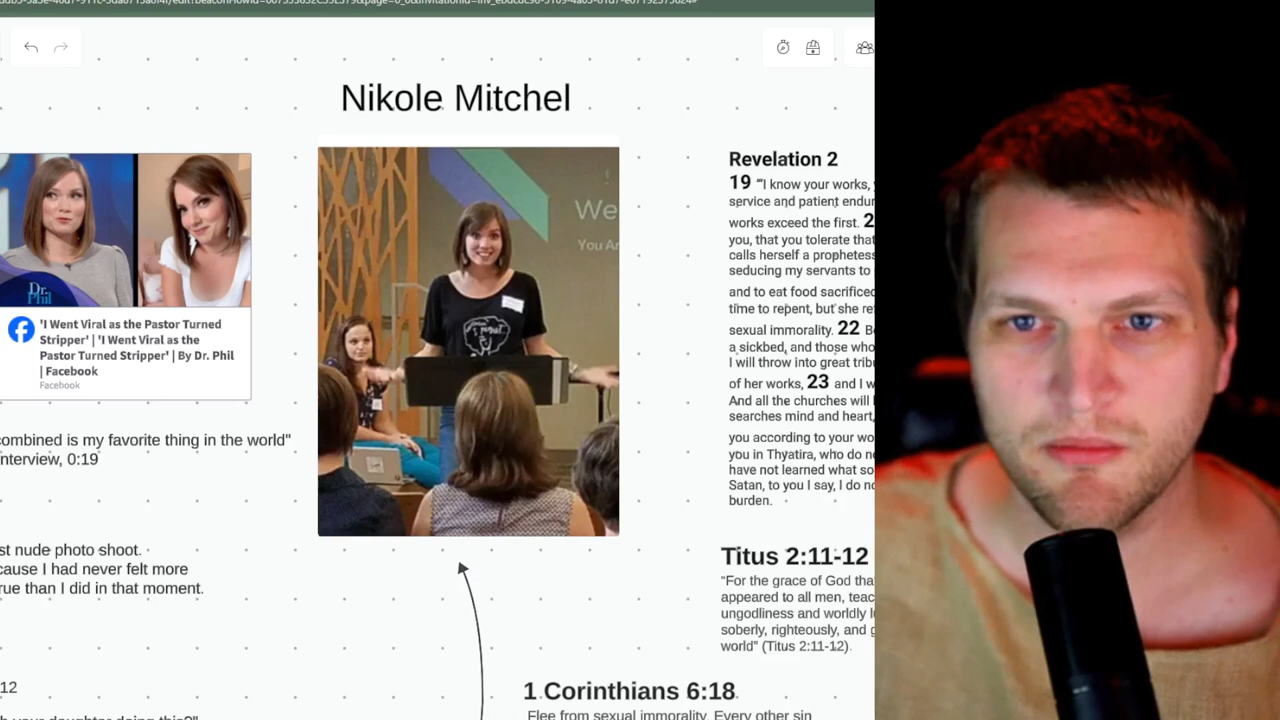 Nikole Mitchel
We
You Ar
Dr.
Phil
'I Went Viral as the Pastor Turned
Stripper' | 'I Went Viral as the
Pastor Turned Stripper' | By Dr. Phil
| Facebook
Facebook
combined is my favorite thing in the world"
nterview, 0:19
st nude photo shoot.
cause I had never felt more
rue than I did in that moment.
12
h your daughter doing this?"
Revelation 2
19 "'I know your works,
service and patient endur
works exceed the first. 2
you, that you tolerate that
calls herself a prophetess
seducing my servants to
and to eat food sacrificed
time to repent, but she re
sexual immorality. 22 B
a sickbed, and those who
I will throw into great tribu
of her works, 23 and I w
And all the churches will
searches mind and heart,
you according to your wo
you in Thyatira, who do n
have not learned what so
Satan, to you I say, I do no
burden.
Titus 2:11-12
"For the grace of God tha
appeared to all men, teac
ungodliness and worldly l
soberly, righteously, and g
world" (Titus 2:11-12).
1 Corinthians 6:18
Flee from sexual immorality. Every other sin